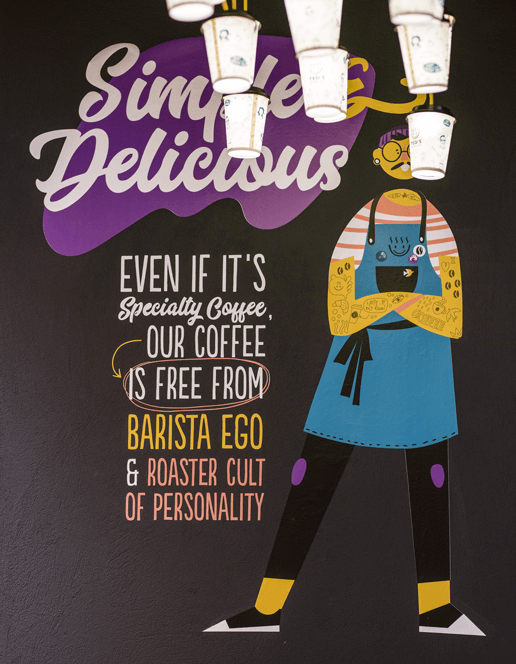 Simple &
Delicious
EVEN IF IT'S
Specialty Coffee,
OUR COFFEE
IS FREE FROM
BARISTA EGO
& ROASTER CULT
OF PERSONALITY